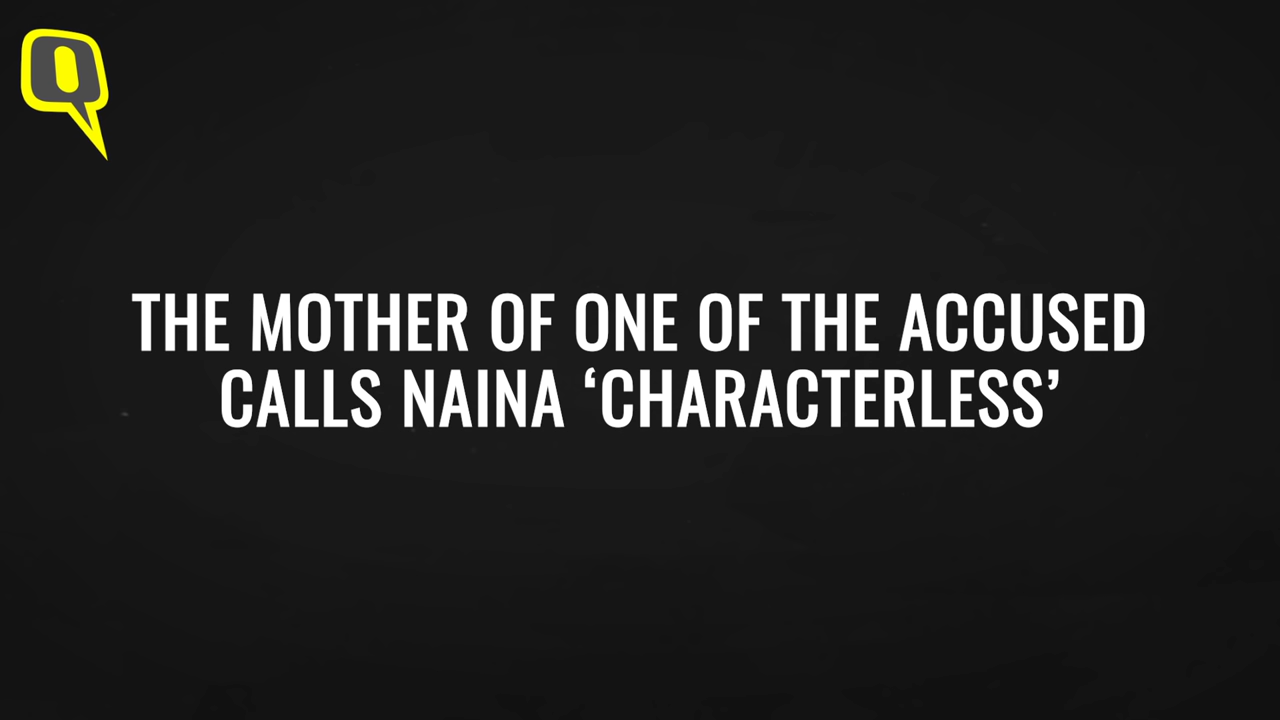 THE MOTHER OF ONE OF THE ACCUSED
CALLS NAINA ‘CHARACTERLESS’